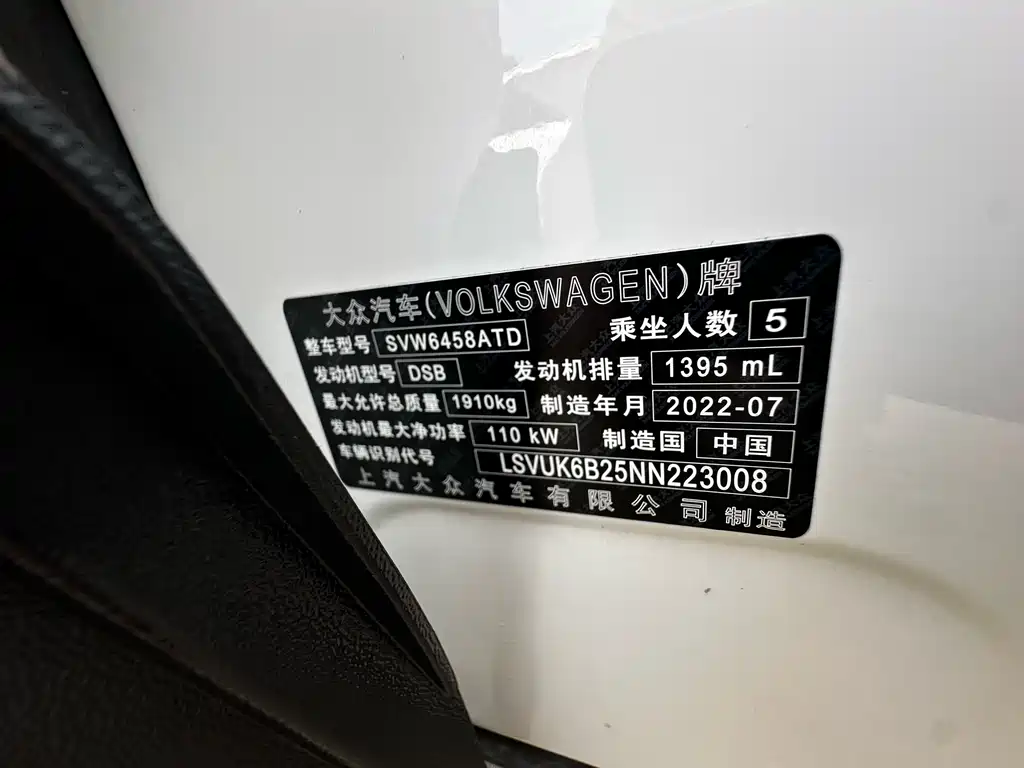 大众汽车(VOLKSWAGEN)牌
整车型号 SVW6458ATD 乘坐人数 5
发动机型号 DSB 发动机排量 1395 mL
最大允许总质量 1910kg 制造年月 2022-07
发动机最大净功率 110 kW 制造国 中国
车辆识别代号 LSVUK6B25NN223008
上汽大众汽车有限公司 制造